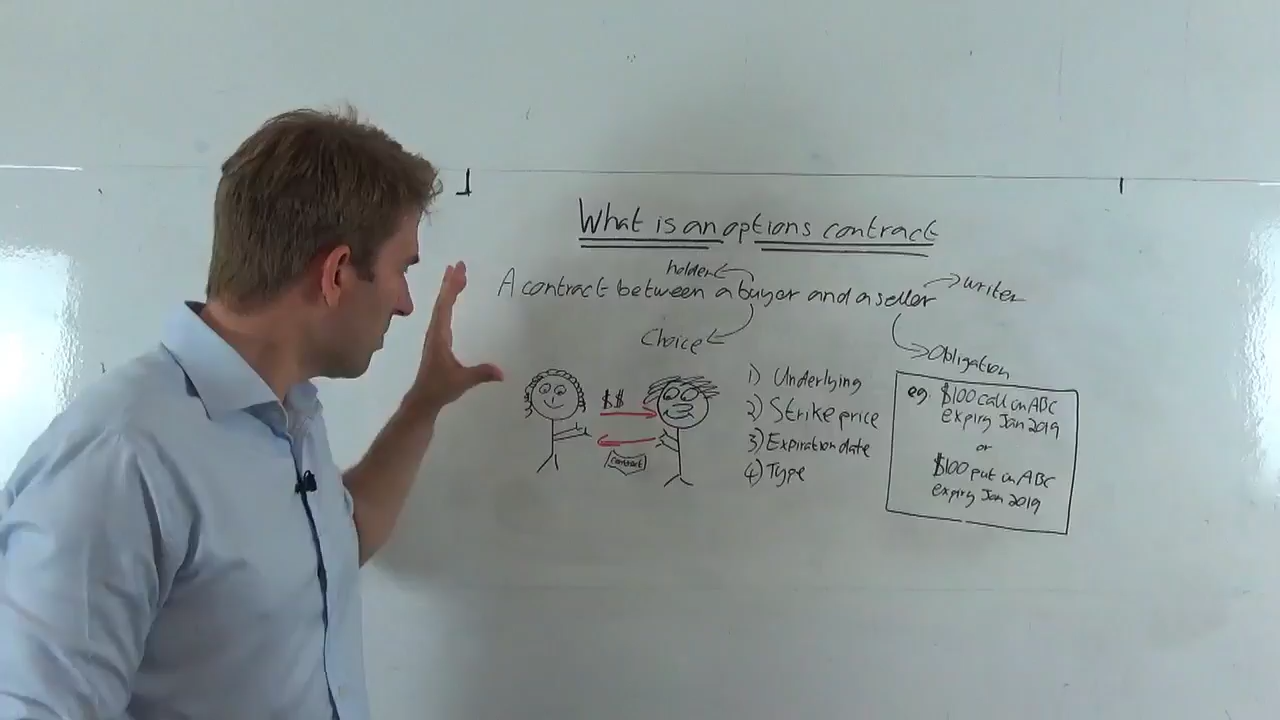 What is an options contract
holder
A contract between a buyer and a seller
writer
Choice
Obligation
$$
contract
1) Underlying
2) Strike price
3) Expiration date
4) Type
eg. $100 call on ABC
expiry Jan 2019
or
$100 put on ABC
expiry Jan 2019